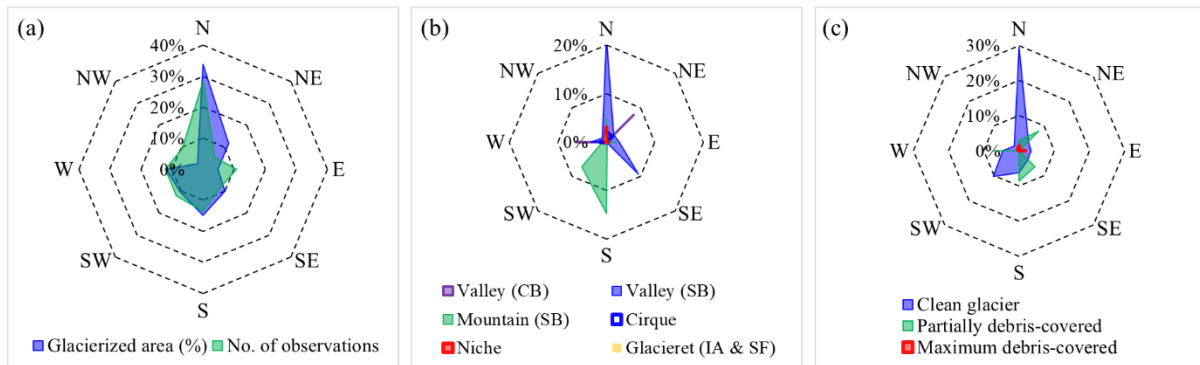 (a)
N
40%
30%
20%
10%
0%
NW
NE
W
E
SW
SE
S
Glacierized area (%)
No. of observations
(b)
N
20%
10%
0%
NW
NE
W
E
SW
SE
S
Valley (CB)
Valley (SB)
Mountain (SB)
Cirque
Niche
Glacieret (IA & SF)
(c)
N
30%
20%
10%
0%
NW
NE
W
E
SW
SE
S
Clean glacier
Partially debris-covered
Maximum debris-covered